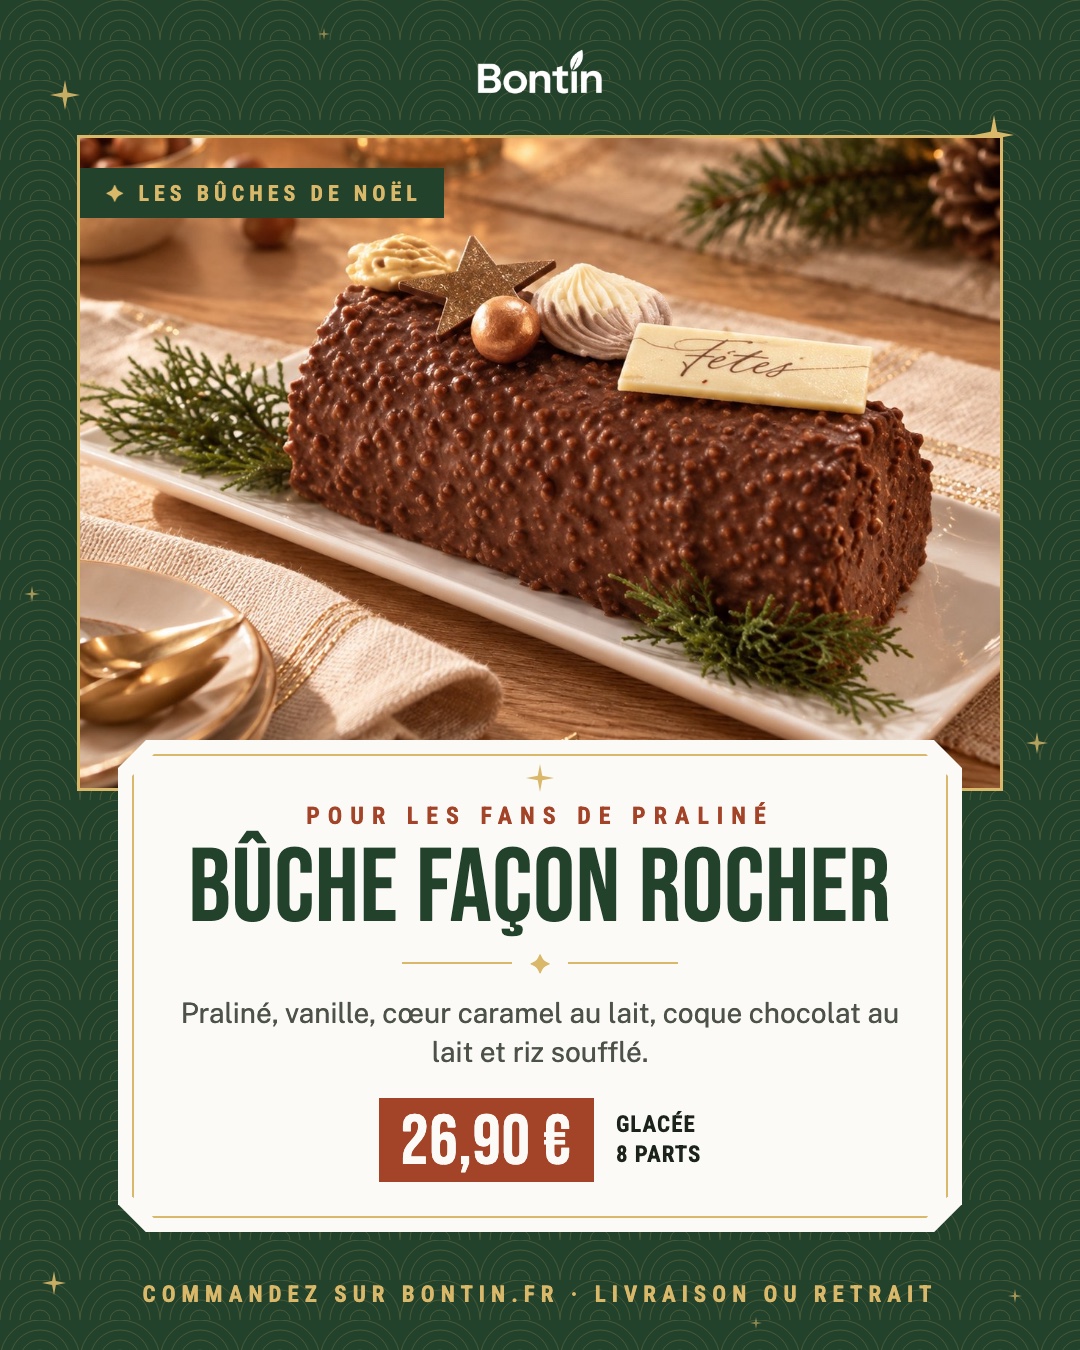 Bontin
LES BÛCHES DE NOËL
Fêtes
POUR LES FANS DE PRALINÉ
BÛCHE FAÇON ROCHER
Praliné, vanille, cœur caramel au lait, coque chocolat au
lait et riz soufflé.
26,90 €
GLACÉE
8 PARTS
COMMANDEZ SUR BONTIN.FR · LIVRAISON OU RETRAIT